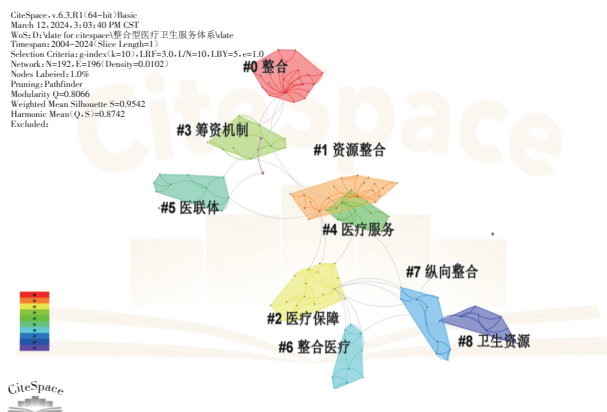 CiteSpace, v.6.3.R1 (64-bit) Basic
March 12, 2024, 3:03:40 PM CST
WoS: D:\date for citespace\整合型医疗卫生服务体系\date
Timespan: 2004-2024 (Slice Length=1)
Selection Criteria: g-index (k=10), LRF=3.0, L/N=10, LBY=5, e=1.0
Network: N=192, E=196 (Density=0.0102)
Nodes Labeied: 1.0%
Pruning: Pathfinder
Modularity Q=0.8066
Weighted Mean Silhouette S=0.9542
Harmonic Mean(Q, S)=0.8742
Excluded:
#0 整合
#3 筹资机制
#1 资源整合
#5 医联体
#4 医疗服务
#7 纵向整合
#2 医疗保障
#6 整合医疗
#8 卫生资源
CiteSpace
CiteSpace